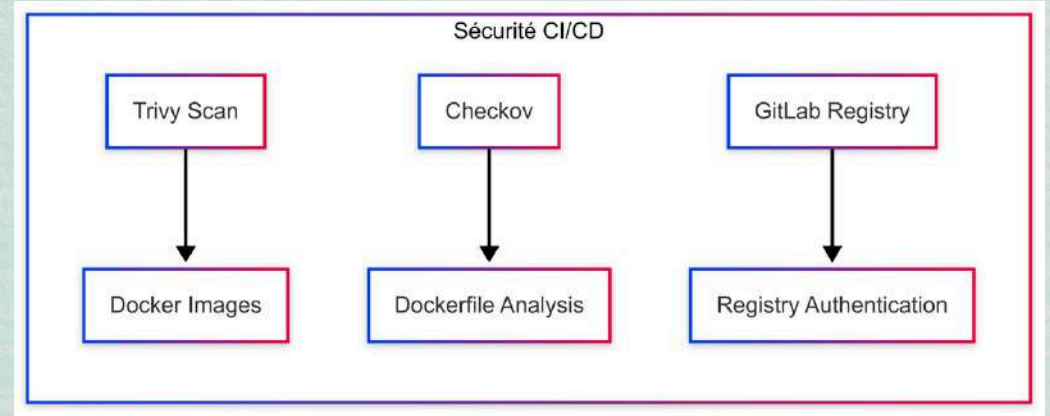 Sécurité CI/CD
Trivy Scan
Checkov
GitLab Registry
Docker Images
Dockerfile Analysis
Registry Authentication